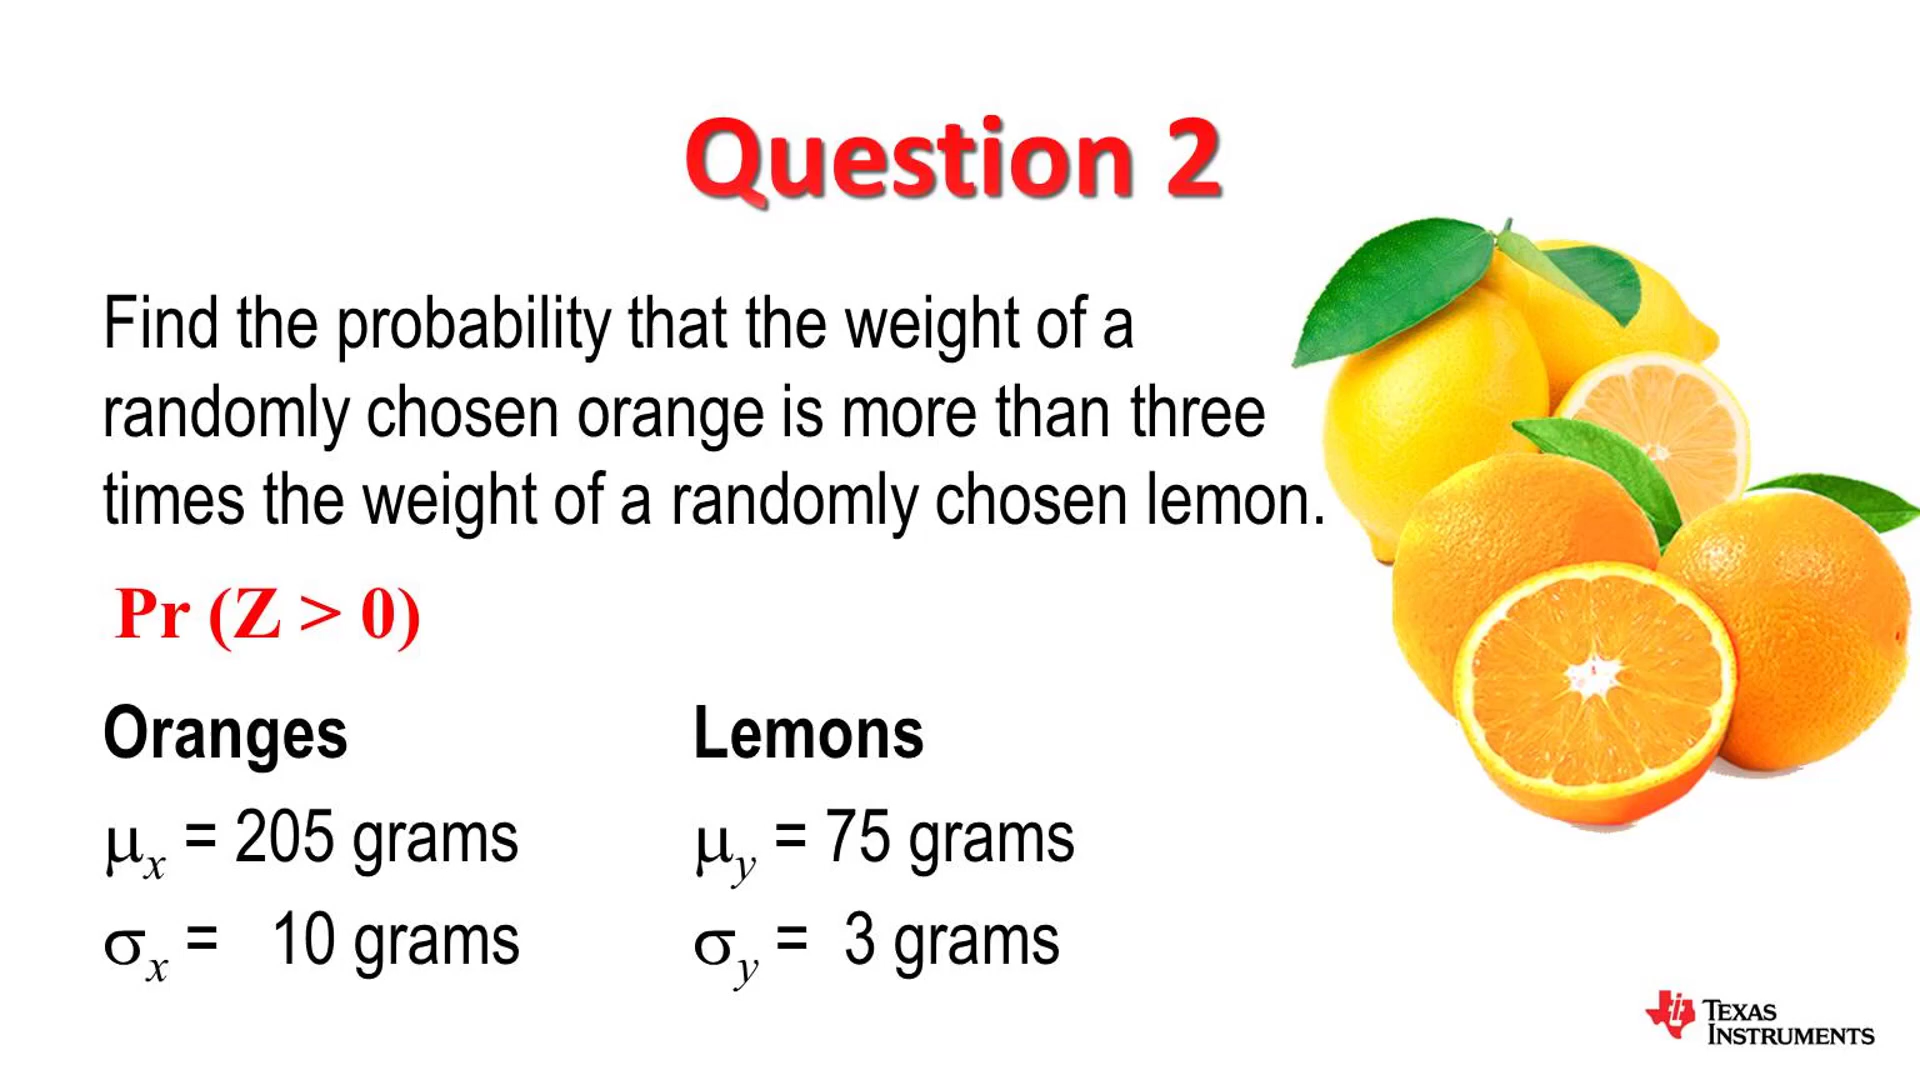 Question 2
Find the probability that the weight of a
randomly chosen orange is more than three
times the weight of a randomly chosen lemon.
Pr (Z > 0)
Oranges
Lemons
μx = 205 grams
μy = 75 grams
σx = 10 grams
σy = 3 grams
TEXAS
INSTRUMENTS